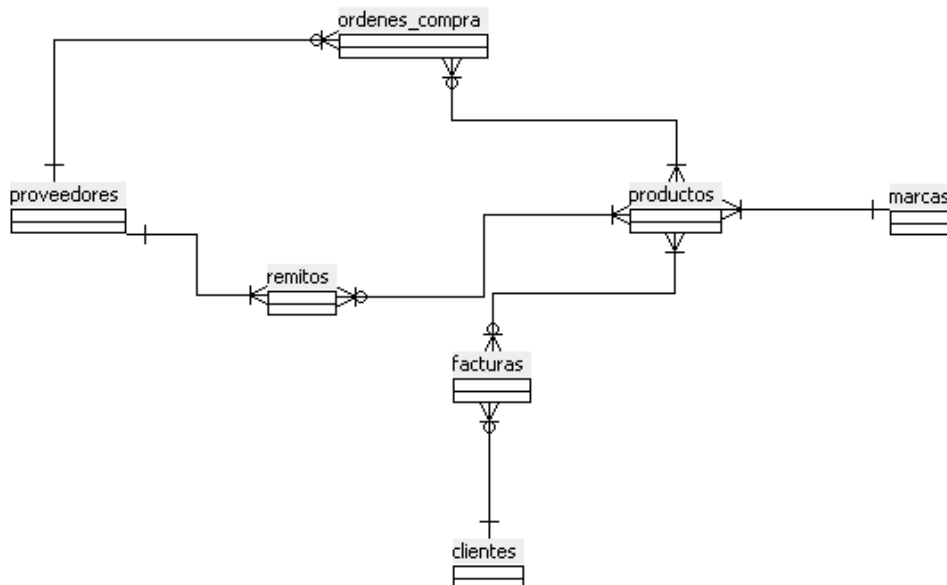 ordenes_compra
proveedores
productos
marcas
remitos
facturas
clientes